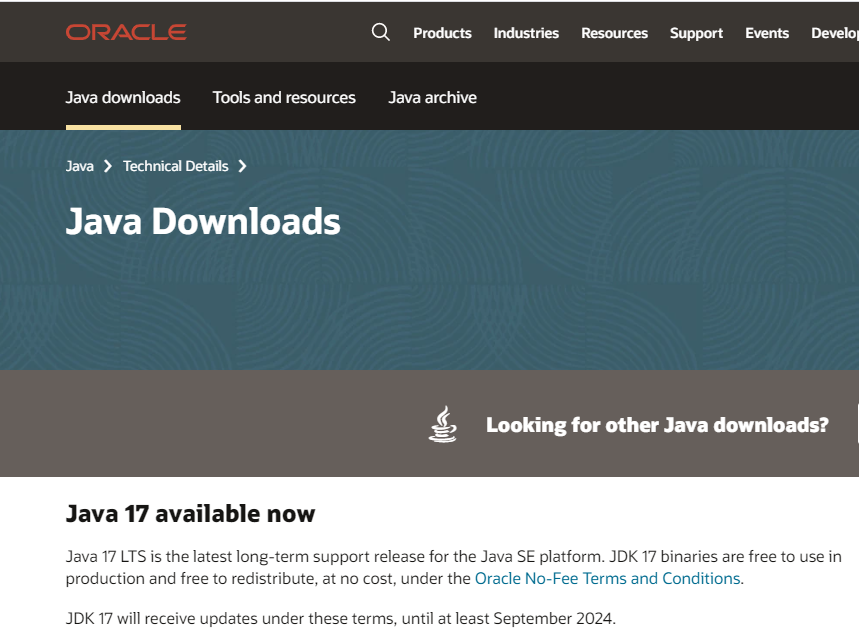 ORACLE
Products Industries Resources Support Events
Java downloads Tools and resources Java archive
Java Technical Details
Java Downloads
Looking for other Java downloads?
Java 17 available now
Java 17 LTS is the latest long-term support release for the Java SE platform. JDK 17 binaries are free to use in
production and free to redistribute, at no cost, under the Oracle No-Fee Terms and Conditions.
JDK 17 will receive updates under these terms, until at least September 2024.